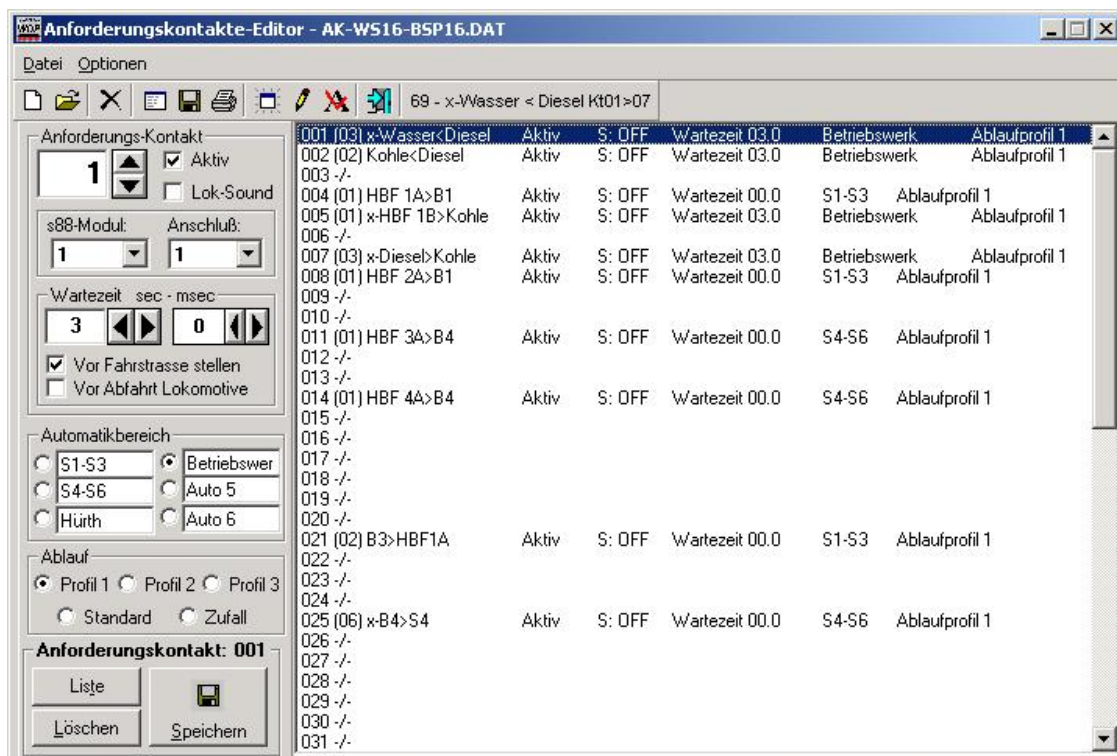 Anforderungskontakte-Editor - AK-WS16-BSP16.DAT
Datei Optionen
69 - x-Wasser < Diesel Kt01>07
Anforderungs-Kontakt
1
Aktiv
Lok-Sound
s88-Modul: Anschluß:
1 1
Wartezeit sec - msec
3 0
Vor Fahrstrasse stellen
Vor Abfahrt Lokomotive
Automatikbereich
S1-S3 Betriebswer
S4-S6 Auto 5
Hürth Auto 6
Ablauf
Profil 1 Profil 2 Profil 3
Standard Zufall
Anforderungskontakt: 001
Liste
Löschen
Speichern
001 (03) x-Wasser<Diesel Aktiv S: OFF Wartezeit 03.0 Betriebswerk Ablaufprofil 1
002 (02) Kohle<Diesel Aktiv S: OFF Wartezeit 03.0 Betriebswerk Ablaufprofil 1
003 -/-
004 (01) HBF 1A>B1 Aktiv S: OFF Wartezeit 00.0 S1-S3 Ablaufprofil 1
005 (01) x-HBF 1B>Kohle Aktiv S: OFF Wartezeit 03.0 Betriebswerk Ablaufprofil 1
006 -/-
007 (03) x-Diesel>Kohle Aktiv S: OFF Wartezeit 03.0 Betriebswerk Ablaufprofil 1
008 (01) HBF 2A>B1 Aktiv S: OFF Wartezeit 00.0 S1-S3 Ablaufprofil 1
009 -/-
010 -/-
011 (01) HBF 3A>B4 Aktiv S: OFF Wartezeit 00.0 S4-S6 Ablaufprofil 1
012 -/-
013 -/-
014 (01) HBF 4A>B4 Aktiv S: OFF Wartezeit 00.0 S4-S6 Ablaufprofil 1
015 -/-
016 -/-
017 -/-
018 -/-
019 -/-
020 -/-
021 (02) B3>HBF1A Aktiv S: OFF Wartezeit 00.0 S1-S3 Ablaufprofil 1
022 -/-
023 -/-
024 -/-
025 (06) x-B4>S4 Aktiv S: OFF Wartezeit 00.0 S4-S6 Ablaufprofil 1
026 -/-
027 -/-
028 -/-
029 -/-
030 -/-
031 -/-